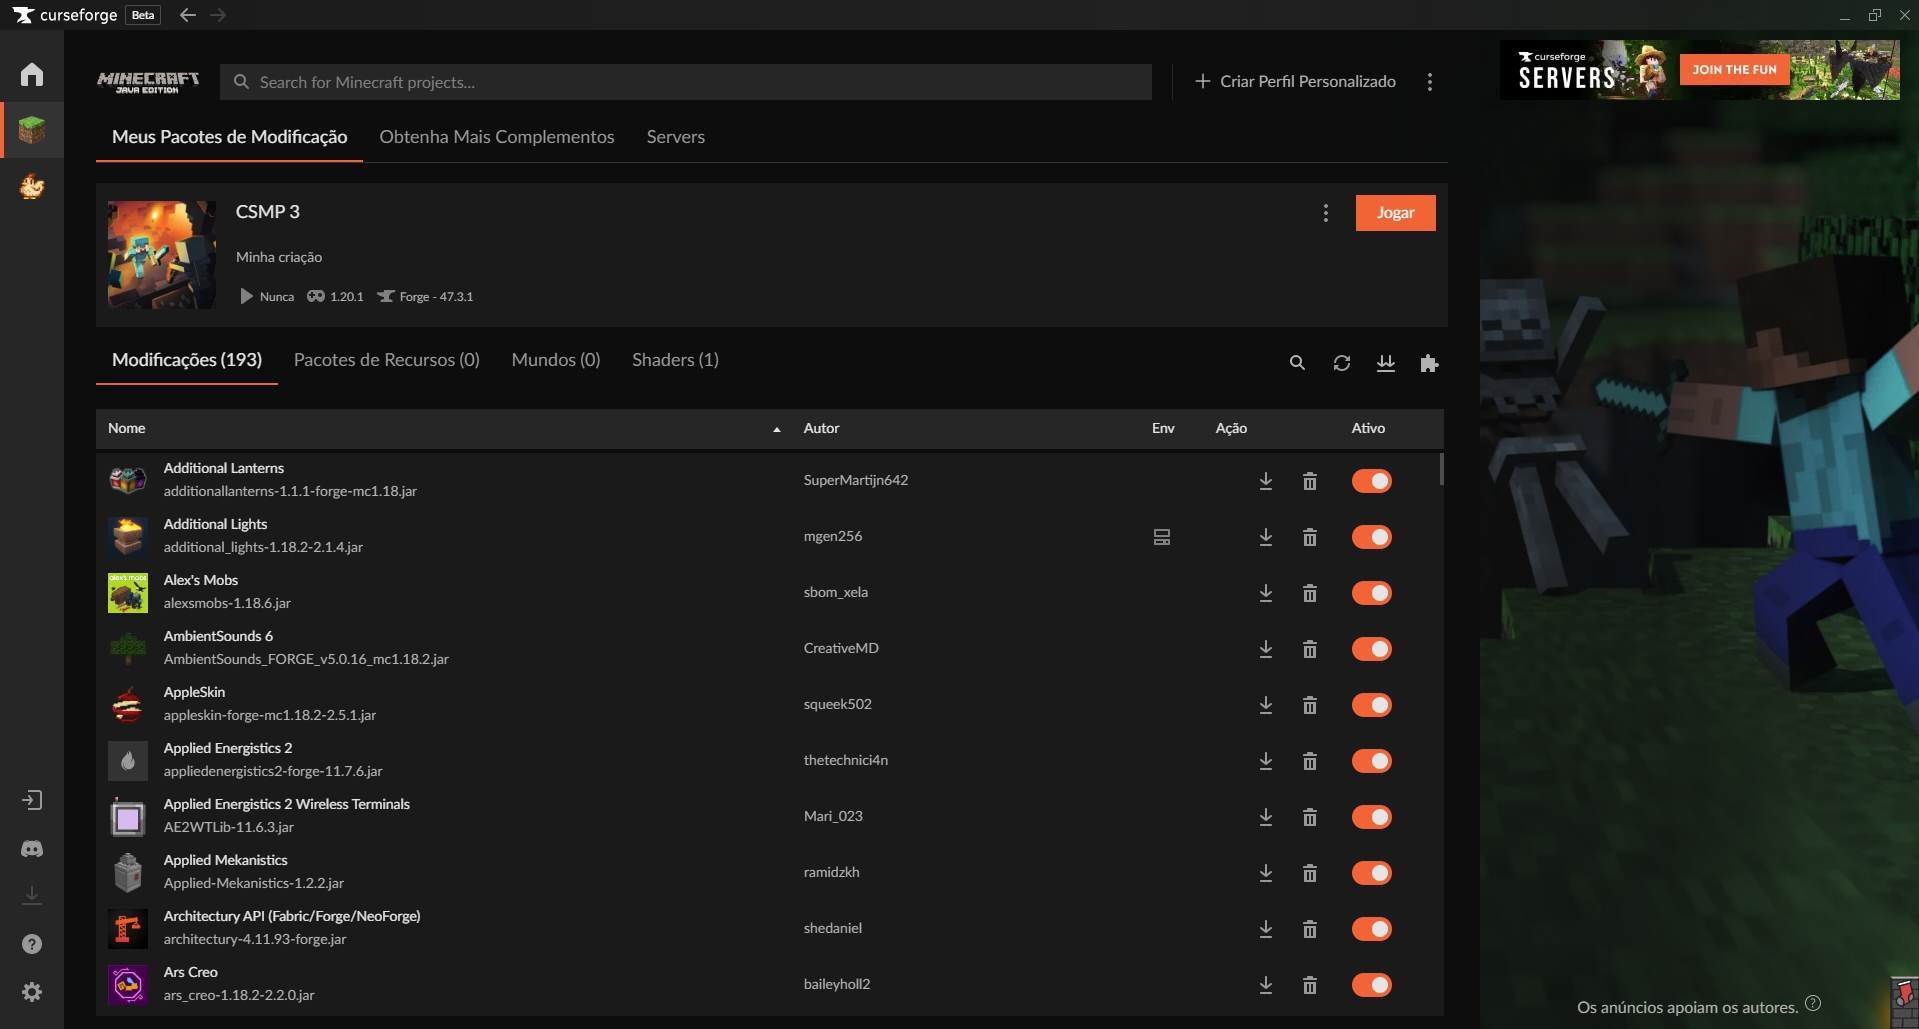 curseforge Beta
MINECRAFT
JAVA EDITION
Search for Minecraft projects...
Criar Perfil Personalizado
curseforge
SERVERS
JOIN THE FUN
Meus Pacotes de Modificação Obtenha Mais Complementos Servers
CSMP 3
Jogar
Minha criação
Nunca 1.20.1 Forge - 47.3.1
Modificações (193) Pacotes de Recursos (0) Mundos (0) Shaders (1)
Nome Autor Env Ação Ativo
Additional Lanterns
additionallanterns-1.1.1-forge-mc1.18.jar
SuperMartijn642
Additional Lights
additional_lights-1.18.2-2.1.4.jar
mgen256
alex's mobs
Alex's Mobs
alexsmobs-1.18.6.jar
sbom_xela
AmbientSounds 6
AmbientSounds_FORGE_v5.0.16_mc1.18.2.jar
CreativeMD
AppleSkin
appleskin-forge-mc1.18.2-2.5.1.jar
squeek502
Applied Energistics 2
appliedenergistics2-forge-11.7.6.jar
thetechnici4n
Applied Energistics 2 Wireless Terminals
AE2WTLib-11.6.3.jar
Mari_023
Applied Mekanistics
Applied-Mekanistics-1.2.2.jar
ramidzkh
Architectury API (Fabric/Forge/NeoForge)
architectury-4.11.93-forge.jar
shedaniel
Ars Creo
ars_creo-1.18.2-2.2.0.jar
baileyholl2
Os anúncios apoiam os autores.